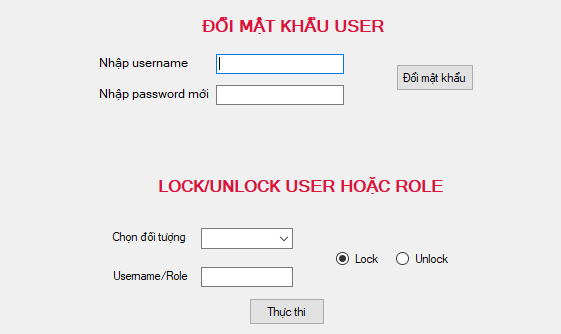 ĐỔI MẬT KHẨU USER
Nhập username
Đổi mật khẩu
Nhập password mới
LOCK/UNLOCK USER HOẶC ROLE
Chọn đối tượng
Lock Unlock
Username/Role
Thực thi